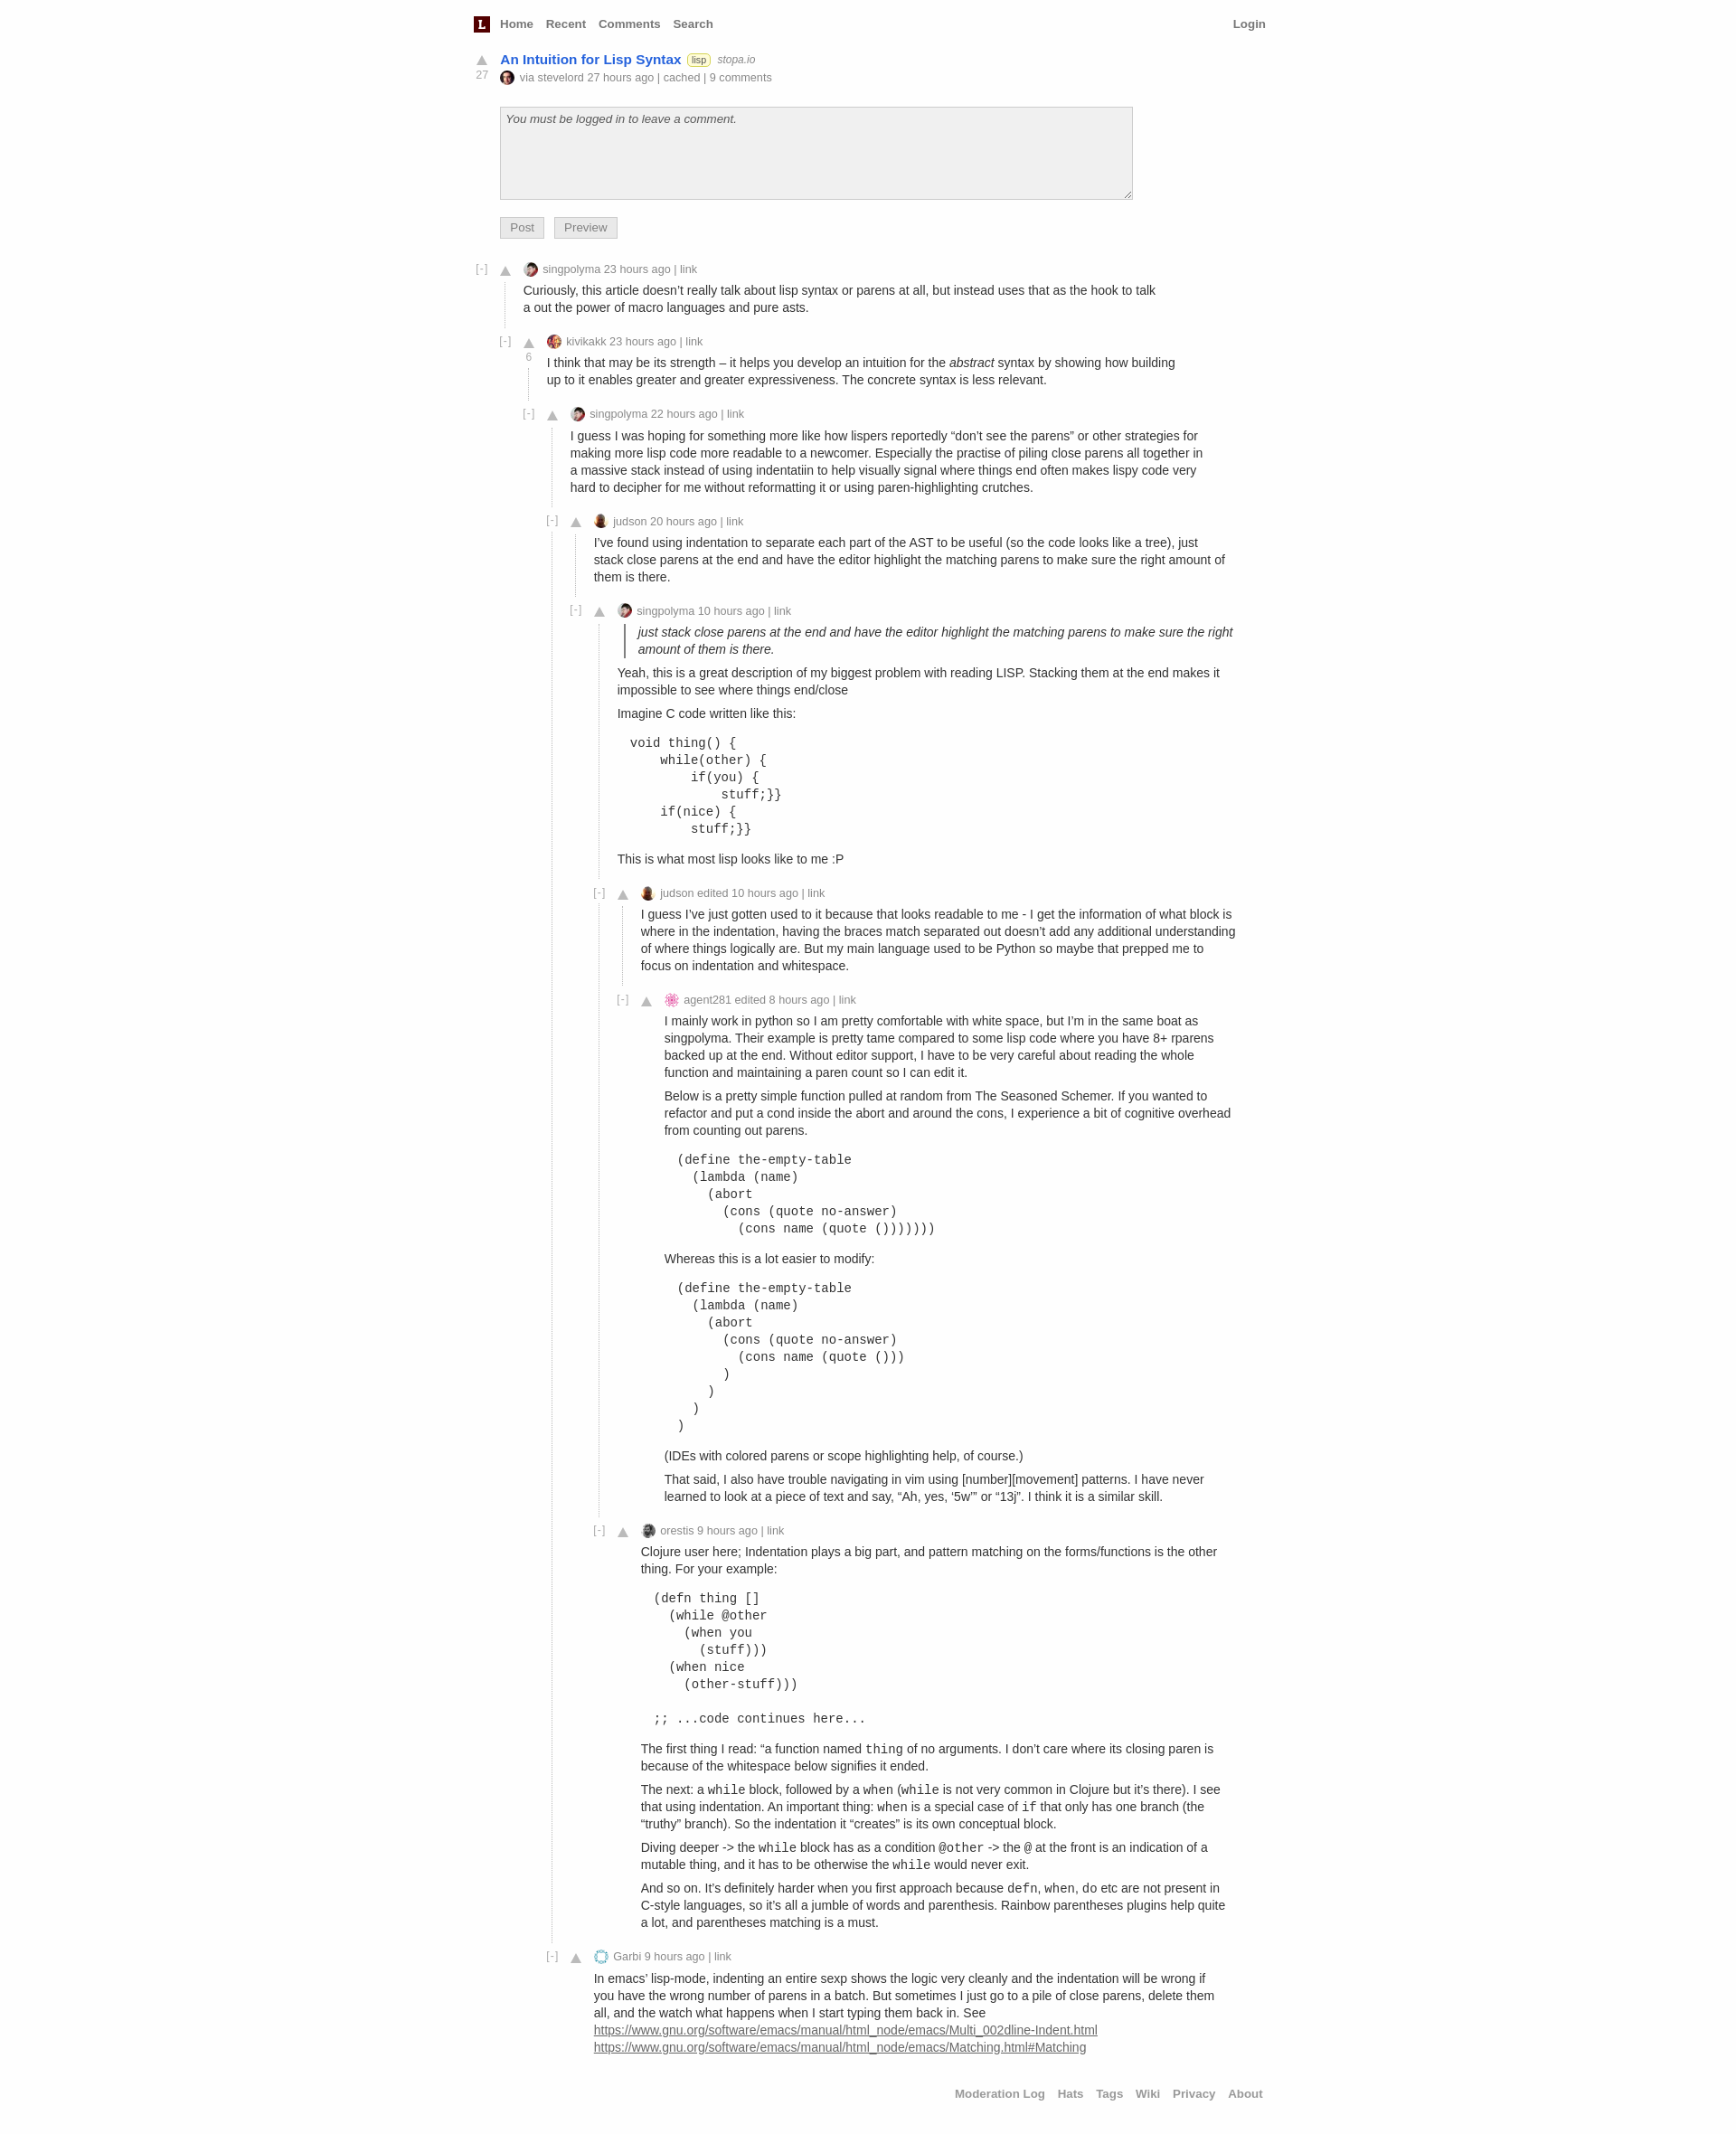 L Home Recent Comments Search Login
An Intuition for Lisp Syntax lisp stopa.io
27 via stevelord 27 hours ago | cached | 9 comments
You must be logged in to leave a comment.
Post Preview
[-] singpolyma 23 hours ago | link
Curiously, this article doesn’t really talk about lisp syntax or parens at all, but instead uses that as the hook to talk
a out the power of macro languages and pure asts.
[-] kivikakk 23 hours ago | link
6
I think that may be its strength – it helps you develop an intuition for the abstract syntax by showing how building
up to it enables greater and greater expressiveness. The concrete syntax is less relevant.
[-] singpolyma 22 hours ago | link
I guess I was hoping for something more like how lispers reportedly “don’t see the parens” or other strategies for
making more lisp code more readable to a newcomer. Especially the practise of piling close parens all together in
a massive stack instead of using indentatiin to help visually signal where things end often makes lispy code very
hard to decipher for me without reformatting it or using paren-highlighting crutches.
[-] judson 20 hours ago | link
I’ve found using indentation to separate each part of the AST to be useful (so the code looks like a tree), just
stack close parens at the end and have the editor highlight the matching parens to make sure the right amount of
them is there.
[-] singpolyma 10 hours ago | link
just stack close parens at the end and have the editor highlight the matching parens to make sure the right
amount of them is there.
Yeah, this is a great description of my biggest problem with reading LISP. Stacking them at the end makes it
impossible to see where things end/close
Imagine C code written like this:
void thing() {
    while(other) {
        if(you) {
            stuff;}}
    if(nice) {
        stuff;}}
This is what most lisp looks like to me :P
[-] judson edited 10 hours ago | link
I guess I’ve just gotten used to it because that looks readable to me - I get the information of what block is
where in the indentation, having the braces match separated out doesn’t add any additional understanding
of where things logically are. But my main language used to be Python so maybe that prepped me to
focus on indentation and whitespace.
[-] agent281 edited 8 hours ago | link
I mainly work in python so I am pretty comfortable with white space, but I’m in the same boat as
singpolyma. Their example is pretty tame compared to some lisp code where you have 8+ rparens
backed up at the end. Without editor support, I have to be very careful about reading the whole
function and maintaining a paren count so I can edit it.
Below is a pretty simple function pulled at random from The Seasoned Schemer. If you wanted to
refactor and put a cond inside the abort and around the cons, I experience a bit of cognitive overhead
from counting out parens.
(define the-empty-table
  (lambda (name)
    (abort
      (cons (quote no-answer)
        (cons name (quote ()))))))
Whereas this is a lot easier to modify:
(define the-empty-table
  (lambda (name)
    (abort
      (cons (quote no-answer)
        (cons name (quote ()))
      )
    )
  )
)
(IDEs with colored parens or scope highlighting help, of course.)
That said, I also have trouble navigating in vim using [number][movement] patterns. I have never
learned to look at a piece of text and say, “Ah, yes, ‘5w’” or “13j”. I think it is a similar skill.
[-] orestis 9 hours ago | link
Clojure user here; Indentation plays a big part, and pattern matching on the forms/functions is the other
thing. For your example:
(defn thing []
  (while @other
    (when you
      (stuff)))
  (when nice
    (other-stuff)))
;; ...code continues here...
The first thing I read: “a function named thing of no arguments. I don’t care where its closing paren is
because of the whitespace below signifies it ended.
The next: a while block, followed by a when (while is not very common in Clojure but it’s there). I see
that using indentation. An important thing: when is a special case of if that only has one branch (the
“truthy” branch). So the indentation it “creates” is its own conceptual block.
Diving deeper -> the while block has as a condition @other -> the @ at the front is an indication of a
mutable thing, and it has to be otherwise the while would never exit.
And so on. It’s definitely harder when you first approach because defn, when, do etc are not present in
C-style languages, so it’s all a jumble of words and parenthesis. Rainbow parentheses plugins help quite
a lot, and parentheses matching is a must.
[-] Garbi 9 hours ago | link
In emacs’ lisp-mode, indenting an entire sexp shows the logic very cleanly and the indentation will be wrong if
you have the wrong number of parens in a batch. But sometimes I just go to a pile of close parens, delete them
all, and the watch what happens when I start typing them back in. See
https://www.gnu.org/software/emacs/manual/html_node/emacs/Multi_002dline-Indent.html
https://www.gnu.org/software/emacs/manual/html_node/emacs/Matching.html#Matching
Moderation Log Hats Tags Wiki Privacy About